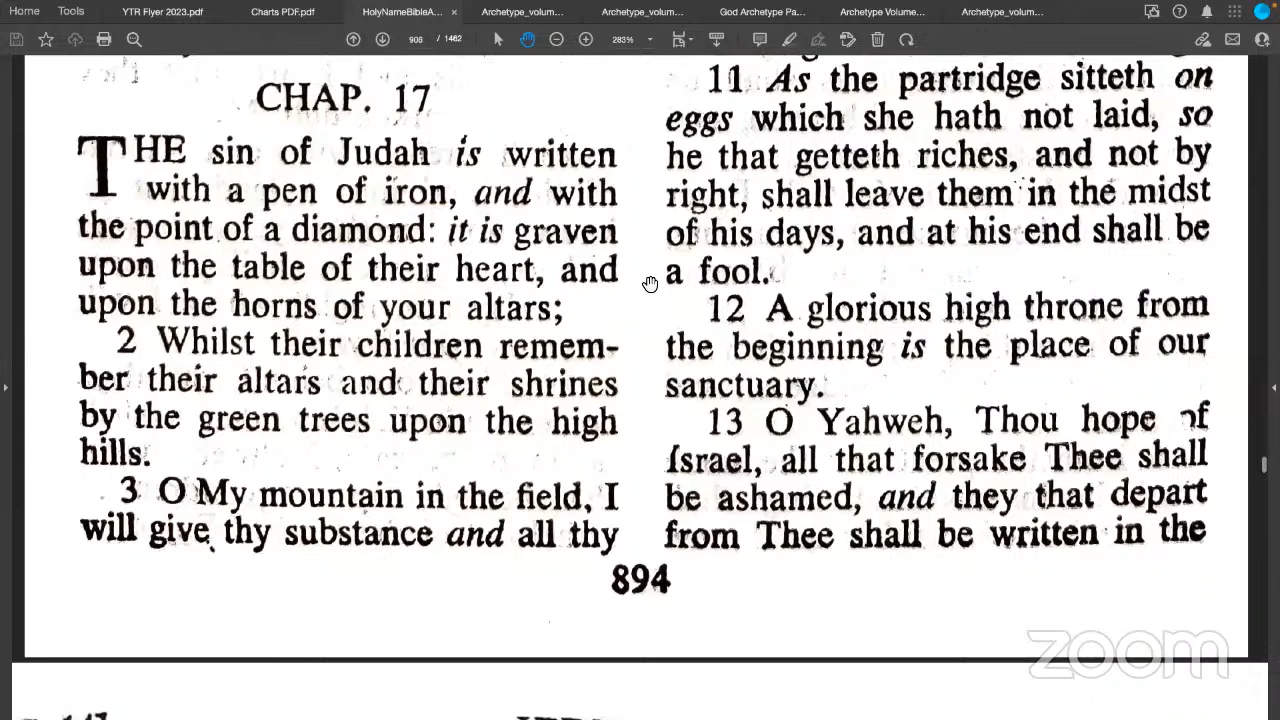 Home Tools YTR Flyer 2023.pdf Charts PDF.pdf HolyNameBibleA... × Archetype_volum... Archetype_volum... God Archetype Pa... Archetype Volume... Archetype_volum...
906 / 1462 283%
CHAP. 17
THE sin of Judah is written
with a pen of iron, and with
the point of a diamond: it is graven
upon the table of their heart, and
upon the horns of your altars;
2 Whilst their children remem-
ber their altars and their shrines
by the green trees upon the high
hills.
3 O My mountain in the field, I
will give thy substance and all thy
11 As the partridge sitteth on
eggs which she hath not laid, so
he that getteth riches, and not by
right, shall leave them in the midst
of his days, and at his end shall be
a fool.
12 A glorious high throne from
the beginning is the place of our
sanctuary.
13 O Yahweh, Thou hope of
Israel, all that forsake Thee shall
be ashamed, and they that depart
from Thee shall be written in the
894
zoom